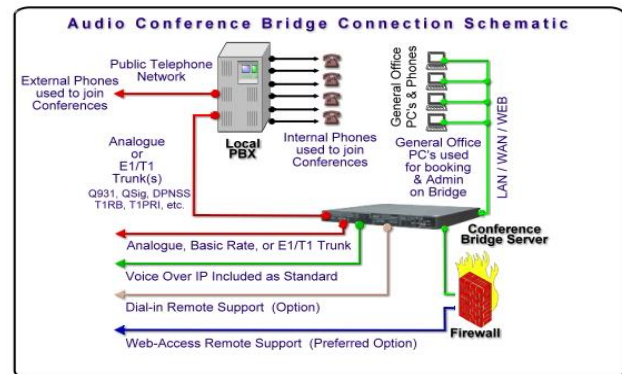 Audio Conference Bridge Connection Schematic
Public Telephone
Network
External Phones
used to join
Conferences
Local
PBX
Internal Phones
used to join
Conferences
General Office
PC's & Phones
General Office
PC's used
for booking
& Admin
on Bridge
LAN / WAN / WEB
Analogue
or
E1/T1
Trunk(s)
Q931, QSig, DPNSS
T1RB, T1PRI, etc.
Conference
Bridge Server
Analogue, Basic Rate, or E1/T1 Trunk
Voice Over IP Included as Standard
Dial-in Remote Support (Option)
Firewall
Web-Access Remote Support (Preferred Option)